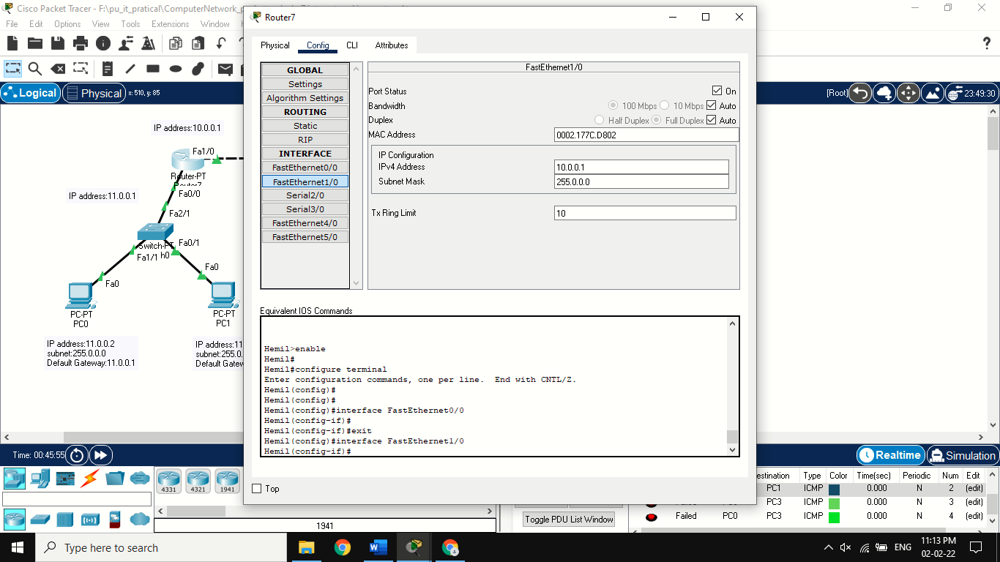 Cisco Packet Tracer - F:\pu_it_pratical\ComputerNetwork_p
File Edit Options View Tools Extensions Window
Router7
Physical Config CLI Attributes
GLOBAL
Settings
Algorithm Settings
ROUTING
Static
RIP
INTERFACE
FastEthernet0/0
FastEthernet1/0
Serial2/0
Serial3/0
FastEthernet4/0
FastEthernet5/0
FastEthernet1/0
Port Status On
Bandwidth 100 Mbps 10 Mbps Auto
Duplex Half Duplex Full Duplex Auto
MAC Address 0002.177C.D802
IP Configuration
IPv4 Address 10.0.0.1
Subnet Mask 255.0.0.0
Tx Ring Limit 10
Equivalent IOS Commands
Hemil>enable
Hemil#
Hemil#configure terminal
Enter configuration commands, one per line. End with CNTL/Z.
Hemil(config)#
Hemil(config)#
Hemil(config)#interface FastEthernet0/0
Hemil(config-if)#
Hemil(config-if)#exit
Hemil(config)#interface FastEthernet1/0
Hemil(config-if)#
Top
Logical Physical x: 510, y: 85
[Root] 23:49:30
IP address:10.0.0.1
Fa1/0
Router-PT
Router7
Fa0/0
IP address:11.0.0.1
Fa2/1
Switch-PT
Fa0/1
Fa1/1 h0
Fa0
Fa0
PC-PT
PC0
PC-PT
PC1
IP address:11.0.0.2
subnet:255.0.0.0
Default Gateway:11.0.0.1
IP address:11
subnet:255.0.
Default Gatew
Time: 00:45:55
Realtime Simulation
4331 4321 1941
1941
Toggle PDU List Window
estination Type Color Time(sec) Periodic Num Edit
PC1 ICMP 0.000 N 2 (edit)
Failed PC0 PC3 ICMP 0.000 N 3 (edit)
Failed PC0 PC3 ICMP 0.000 N 4 (edit)
Type here to search
ENG
11:13 PM
02-02-22